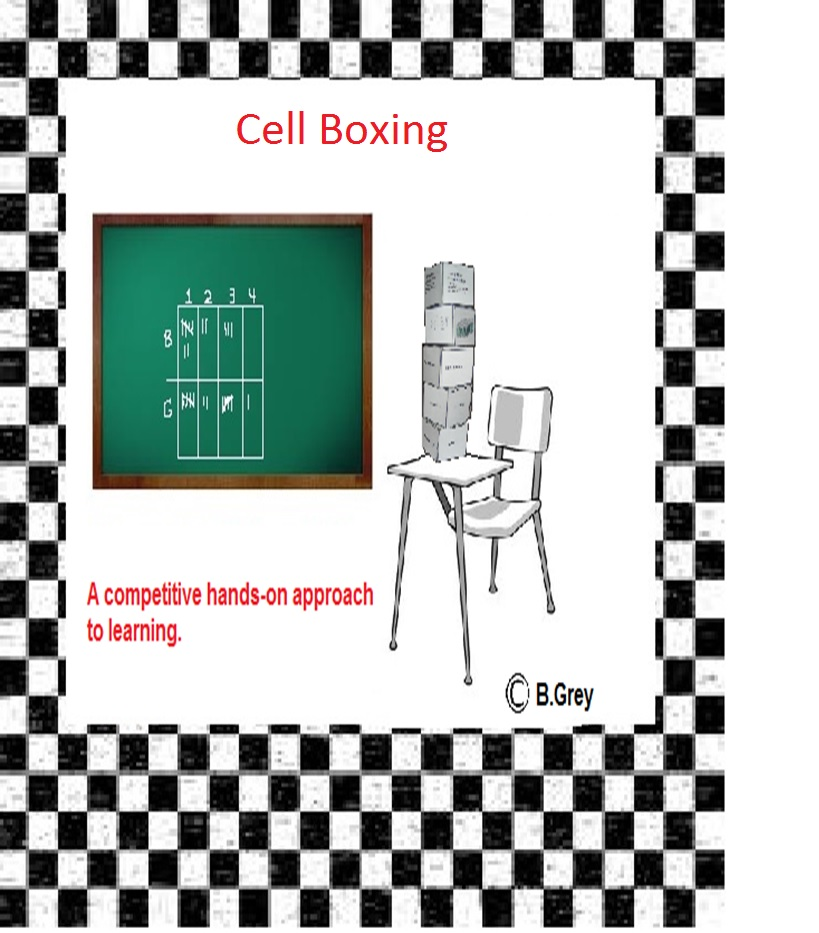 Cell Boxing
1 2 3 4
B
G
A competitive hands-on approach
to learning.
© B.Grey